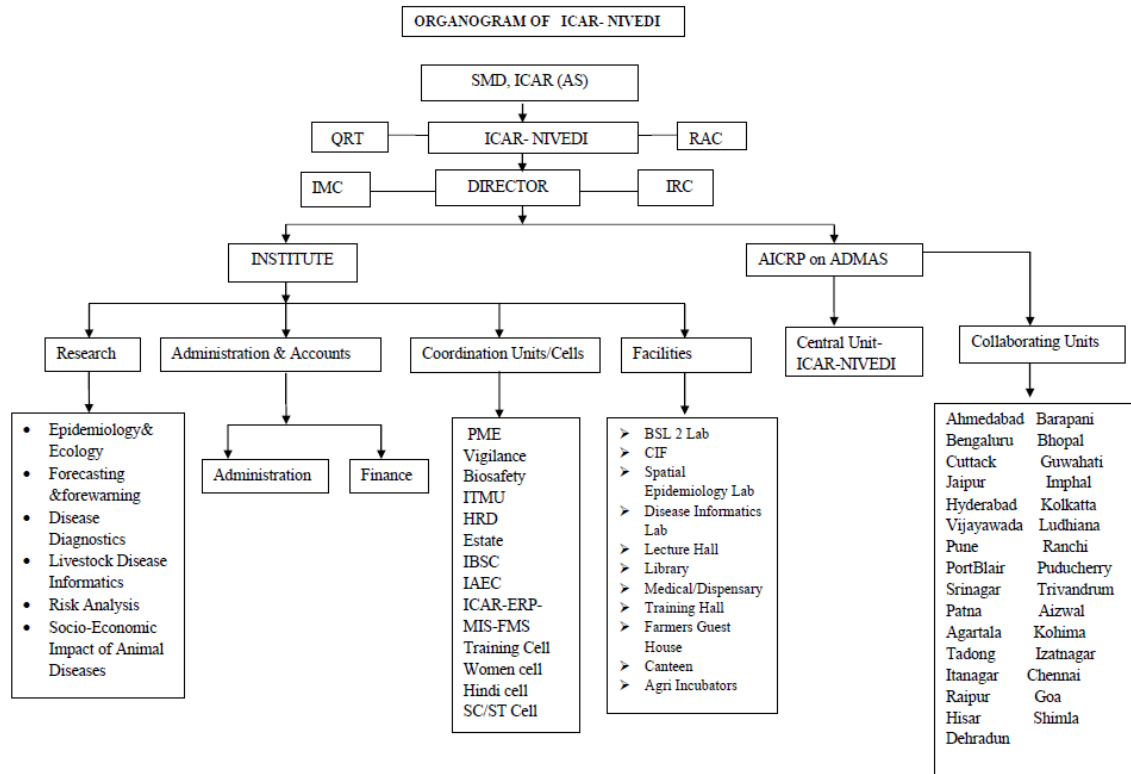 ORGANOGRAM OF ICAR- NIVEDI
SMD, ICAR (AS)
QRT
ICAR- NIVEDI
RAC
IMC
DIRECTOR
IRC
INSTITUTE
AICRP on ADMAS
Research
Administration & Accounts
Coordination Units/Cells
Facilities
Central Unit-
ICAR-NIVEDI
Collaborating Units
• Epidemiology&
Ecology
• Forecasting
&forewarning
• Disease
Diagnostics
• Livestock Disease
Informatics
• Risk Analysis
• Socio-Economic
Impact of Animal
Diseases
Administration
Finance
PME
Vigilance
Biosafety
ITMU
HRD
Estate
IBSC
IAEC
ICAR-ERP-
MIS-FMS
Training Cell
Women cell
Hindi cell
SC/ST Cell
➢ BSL 2 Lab
➢ CIF
➢ Spatial
Epidemiology Lab
➢ Disease Informatics
Lab
➢ Lecture Hall
➢ Library
➢ Medical/Dispensary
➢ Training Hall
➢ Farmers Guest
House
➢ Canteen
➢ Agri Incubators
Ahmedabad Barapani
Bengaluru Bhopal
Cuttack Guwahati
Jaipur Imphal
Hyderabad Kolkatta
Vijayawada Ludhiana
Pune Ranchi
PortBlair Puducherry
Srinagar Trivandrum
Patna Aizwal
Agartala Kohima
Tadong Izatnagar
Itanagar Chennai
Raipur Goa
Hisar Shimla
Dehradun